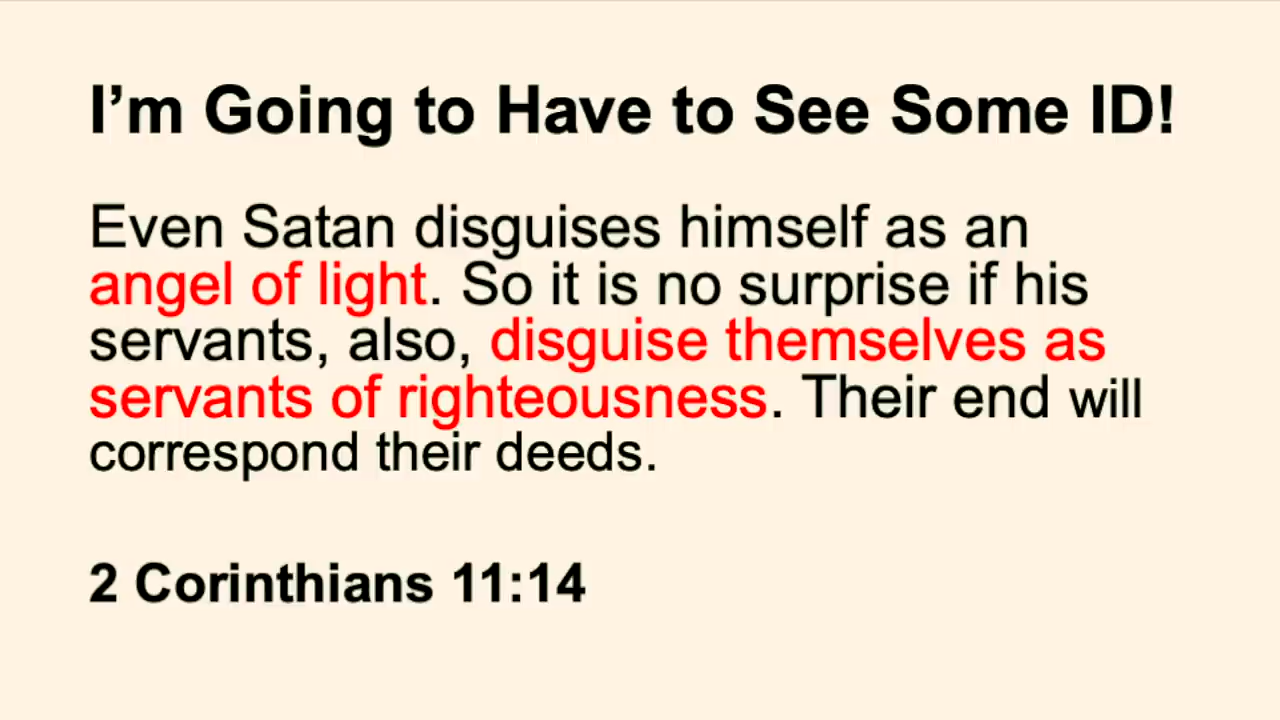 I’m Going to Have to See Some ID!
Even Satan disguises himself as an
angel of light. So it is no surprise if his
servants, also, disguise themselves as
servants of righteousness. Their end will
correspond their deeds.
2 Corinthians 11:14